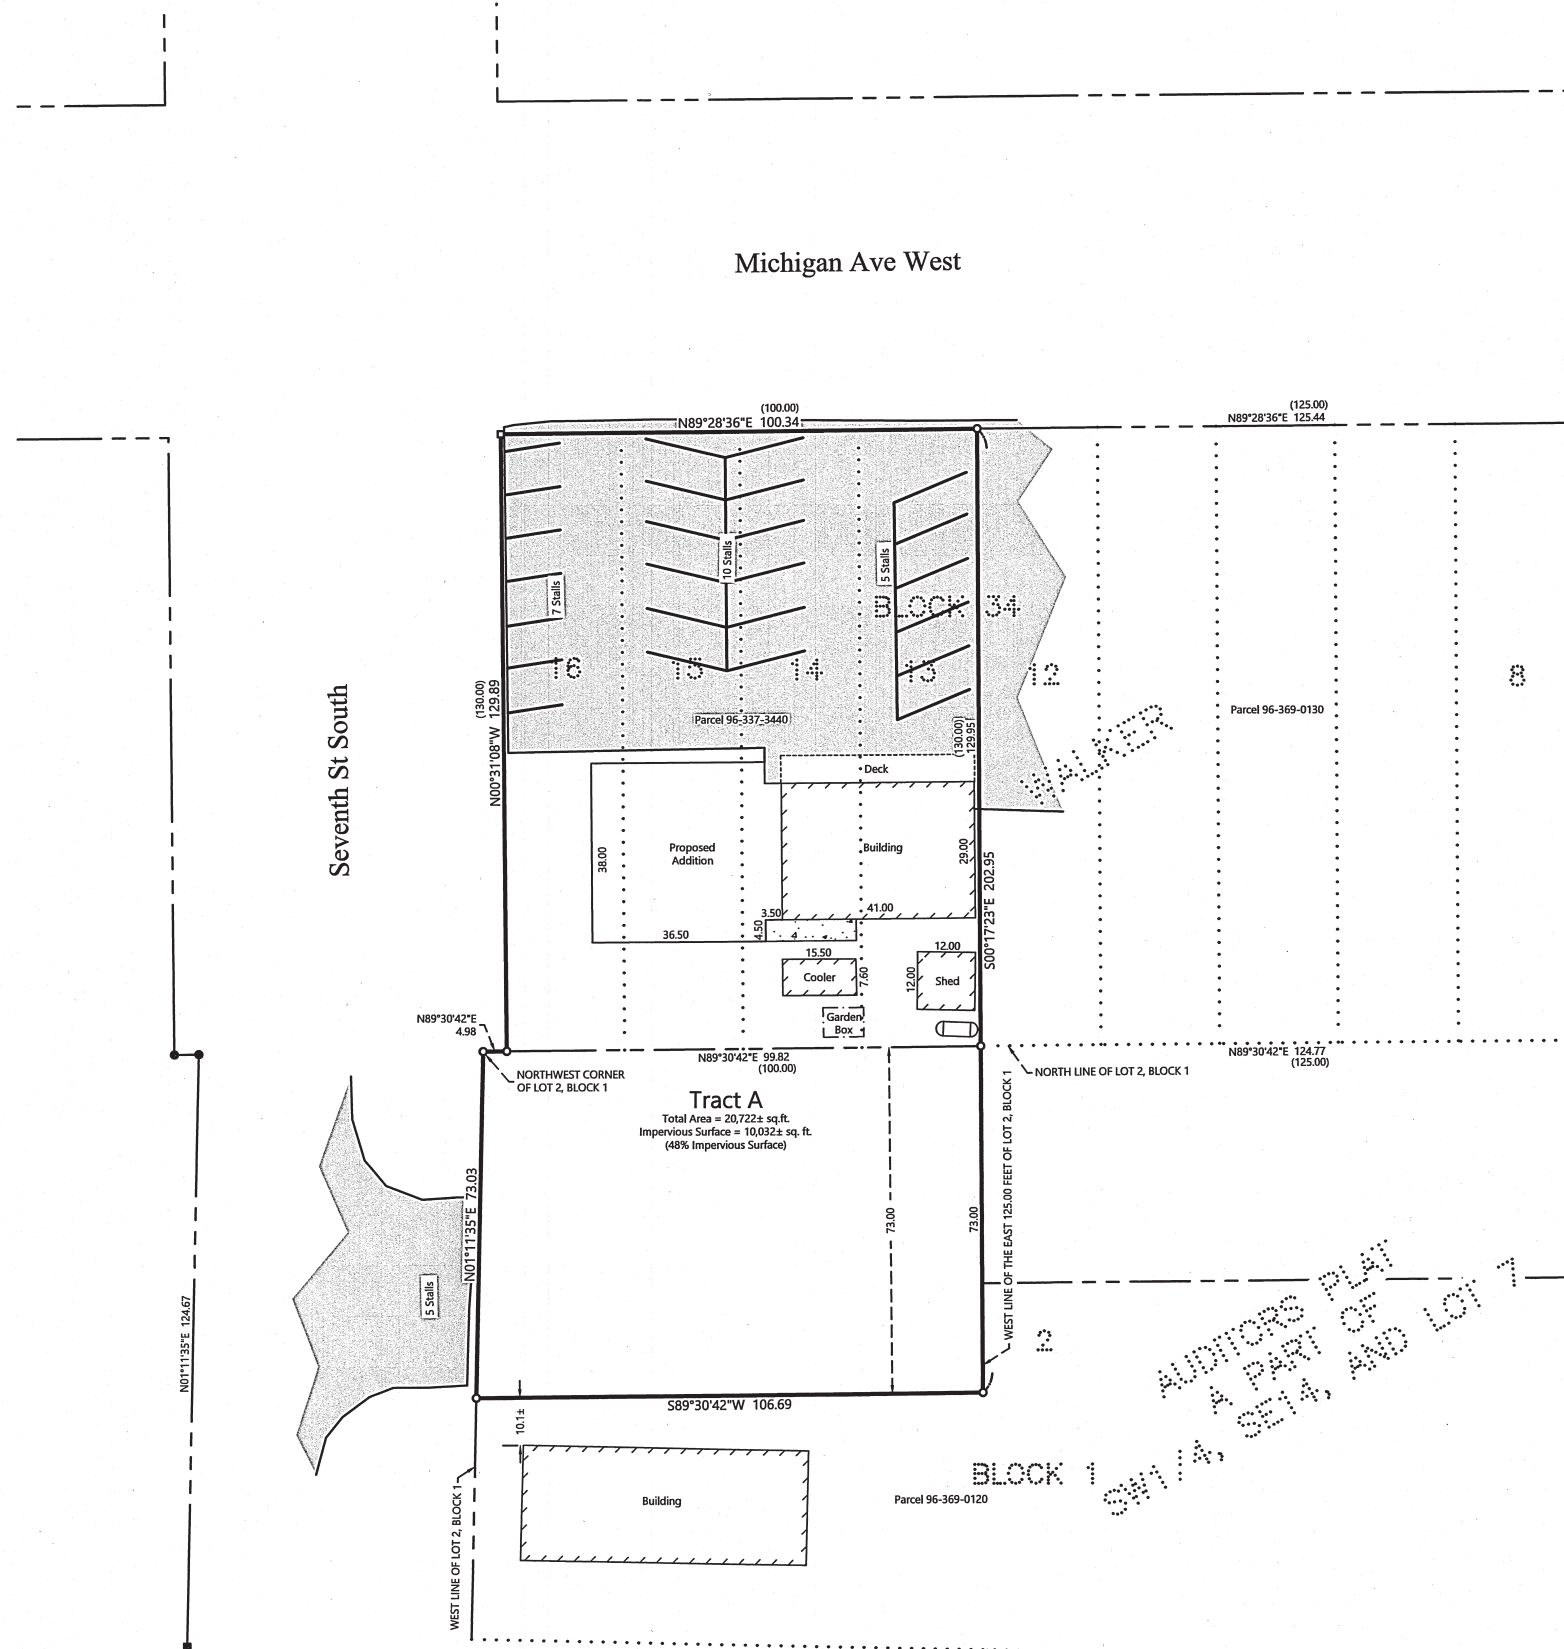 Michigan Ave West
(100.00)
N89°28'36"E 100.34
(125.00)
N89°28'36"E 125.44
7 Stalls
10 Stalls
5 Stalls
BLOCK 34
16
15
14
13
12
8
Parcel 96-337-3440
Parcel 96-369-0130
WALKER
Seventh St South
(130.00)
N00°31'08"W 129.89
(130.00)
129.95
Deck
Proposed
Addition
Building
38.00
29.00
36.50
3.50
4.50
41.00
S00°17'23"E 202.95
15.50
Cooler
7.60
12.00
12.00
Shed
Garden
Box
N89°30'42"E
4.98
N89°30'42"E 99.82
(100.00)
N89°30'42"E 124.77
(125.00)
NORTHWEST CORNER
OF LOT 2, BLOCK 1
NORTH LINE OF LOT 2, BLOCK 1
Tract A
Total Area = 20,722± sq.ft.
Impervious Surface = 10,032± sq. ft.
(48% Impervious Surface)
N01°11'35"E 73.03
73.00
73.00
WEST LINE OF THE EAST 125.00 FEET OF LOT 2, BLOCK 1
5 Stalls
N01°11'35"E 124.67
2
AUDITORS PLAT
A PART OF
SW1/4, SE1/4, AND LOT 7
S89°30'42"W 106.69
10.1±
WEST LINE OF LOT 2, BLOCK 1
Building
BLOCK 1
Parcel 96-369-0120